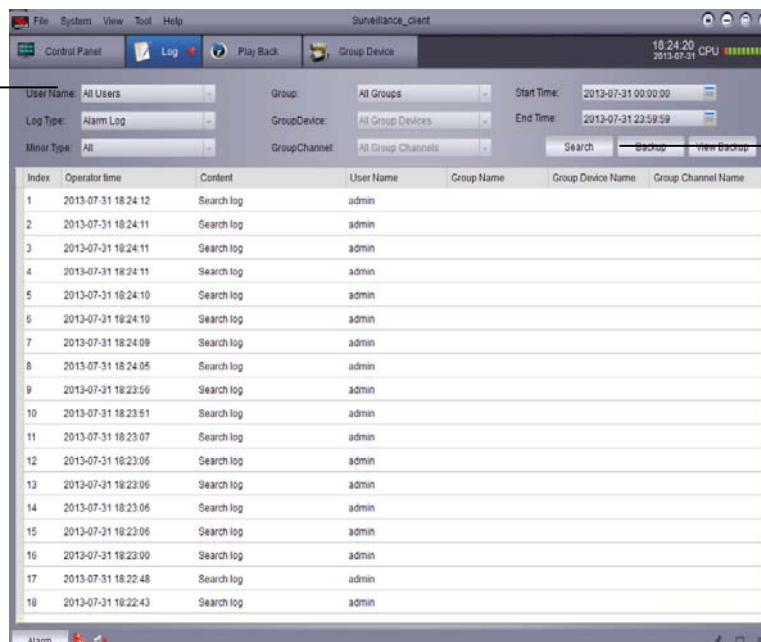 File System View Tool Help Surveillance_client
Control Panel Log Play Back Group Device 18:24:20 CPU
2013-07-31
User Name: All Users Group: All Groups Start Time: 2013-07-31 00:00:00
Log Type: Alarm Log GroupDevice: All Group Devices End Time: 2013-07-31 23:59:59
Minor Type: All GroupChannel: All Group Channels Search Backup View Backup
Index Operator time Content User Name Group Name Group Device Name Group Channel Name
1 2013-07-31 18:24:12 Search log admin
2 2013-07-31 18:24:11 Search log admin
3 2013-07-31 18:24:11 Search log admin
4 2013-07-31 18:24:11 Search log admin
5 2013-07-31 18:24:10 Search log admin
6 2013-07-31 18:24:10 Search log admin
7 2013-07-31 18:24:09 Search log admin
8 2013-07-31 18:24:05 Search log admin
9 2013-07-31 18:23:56 Search log admin
10 2013-07-31 18:23:51 Search log admin
11 2013-07-31 18:23:07 Search log admin
12 2013-07-31 18:23:06 Search log admin
13 2013-07-31 18:23:06 Search log admin
14 2013-07-31 18:23:06 Search log admin
15 2013-07-31 18:23:06 Search log admin
16 2013-07-31 18:23:00 Search log admin
17 2013-07-31 18:22:48 Search log admin
18 2013-07-31 18:22:43 Search log admin
Alarm